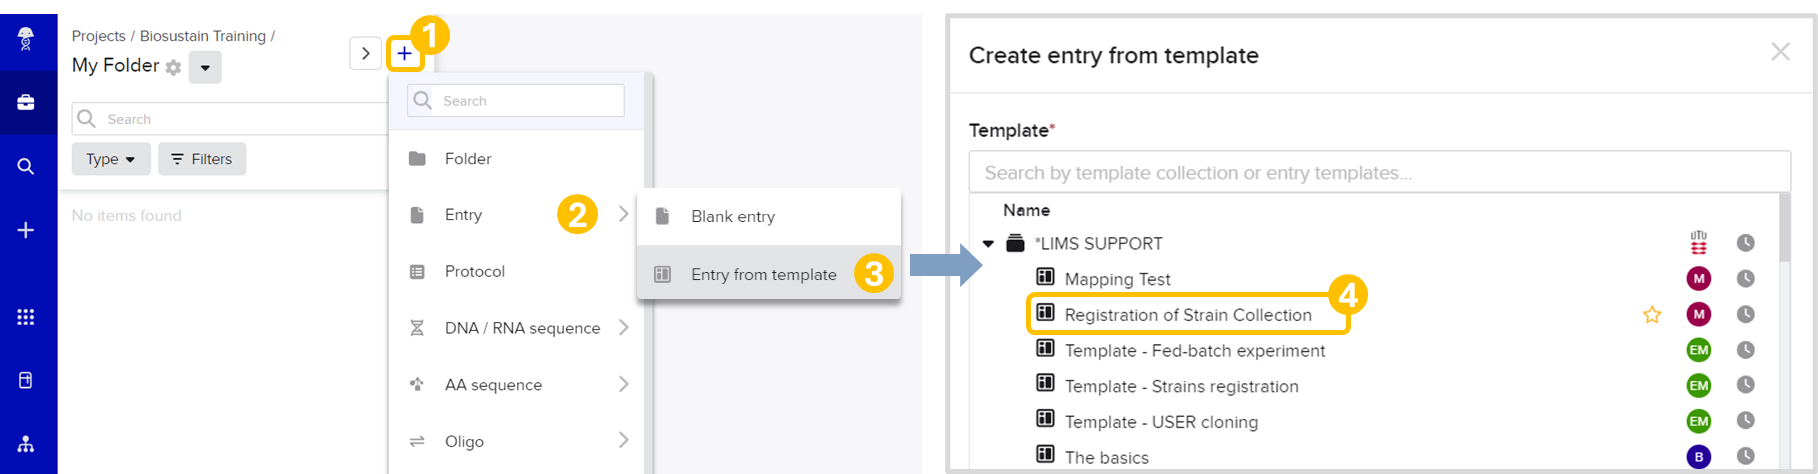 Projects / Biosustain Training /
My Folder
1
Search
Type
Filters
No items found
Search
Folder
Entry
2
Protocol
DNA / RNA sequence
AA sequence
Oligo
Blank entry
Entry from template
3
Create entry from template
Template*
Search by template collection or entry templates...
Name
*LIMS SUPPORT
DTU
Mapping Test
M
4
Registration of Strain Collection
M
Template - Fed-batch experiment
EM
Template - Strains registration
EM
Template - USER cloning
EM
The basics
B